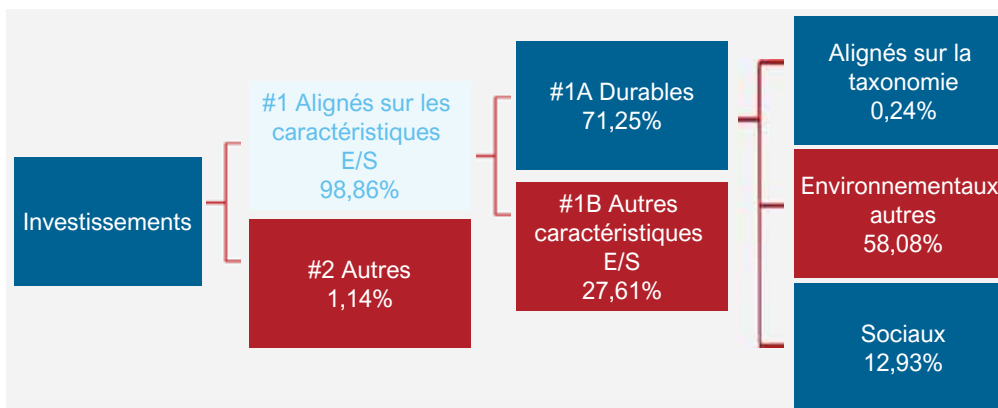 Investissements
#1 Alignés sur les
caractéristiques
E/S
98,86%
#2 Autres
1,14%
#1A Durables
71,25%
#1B Autres
caractéristiques
E/S
27,61%
Alignés sur la
taxonomie
0,24%
Environnementaux
autres
58,08%
Sociaux
12,93%